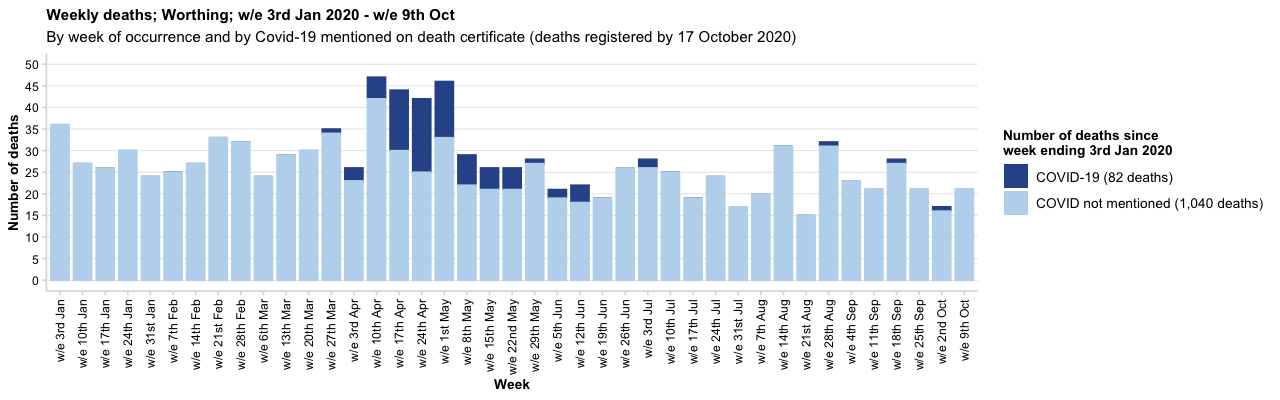 Weekly deaths; Worthing; w/e 3rd Jan 2020 - w/e 9th Oct
By week of occurrence and by Covid-19 mentioned on death certificate (deaths registered by 17 October 2020)
Number of deaths
50
45
40
35
30
25
20
15
10
5
0
w/e 3rd Jan
w/e 10th Jan
w/e 17th Jan
w/e 24th Jan
w/e 31st Jan
w/e 7th Feb
w/e 14th Feb
w/e 21st Feb
w/e 28th Feb
w/e 6th Mar
w/e 13th Mar
w/e 20th Mar
w/e 27th Mar
w/e 3rd Apr
w/e 10th Apr
w/e 17th Apr
w/e 24th Apr
w/e 1st May
w/e 8th May
w/e 15th May
w/e 22nd May
w/e 29th May
w/e 5th Jun
w/e 12th Jun
w/e 19th Jun
w/e 26th Jun
w/e 3rd Jul
w/e 10th Jul
w/e 17th Jul
w/e 24th Jul
w/e 31st Jul
w/e 7th Aug
w/e 14th Aug
w/e 21st Aug
w/e 28th Aug
w/e 4th Sep
w/e 11th Sep
w/e 18th Sep
w/e 25th Sep
w/e 2nd Oct
w/e 9th Oct
Week
Number of deaths since
week ending 3rd Jan 2020
COVID-19 (82 deaths)
COVID not mentioned (1,040 deaths)